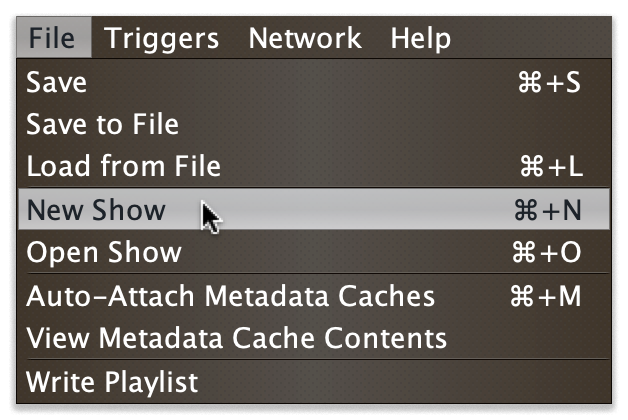 File Triggers Network Help
Save ⌘+S
Save to File
Load from File ⌘+L
New Show ⌘+N
Open Show ⌘+O
Auto-Attach Metadata Caches ⌘+M
View Metadata Cache Contents
Write Playlist